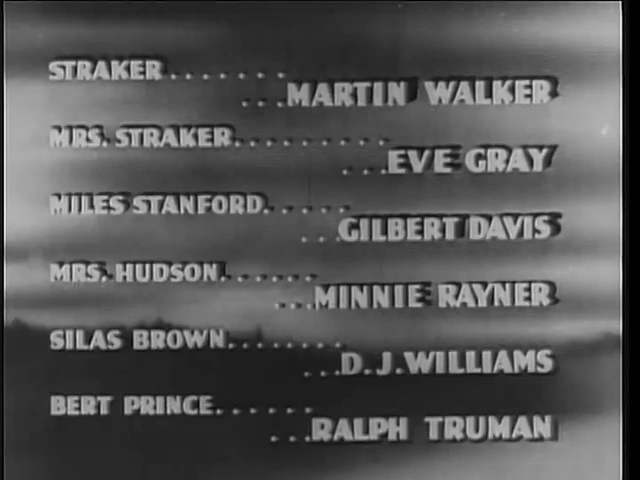 STRAKER.......
...MARTIN WALKER
MRS. STRAKER.........
...EVE GRAY
MILES STANFORD......
...GILBERT DAVIS
MRS. HUDSON.......
....MINNIE RAYNER
SILAS BROWN........
...D.J.WILLIAMS
BERT PRINCE......
...RALPH TRUMAN